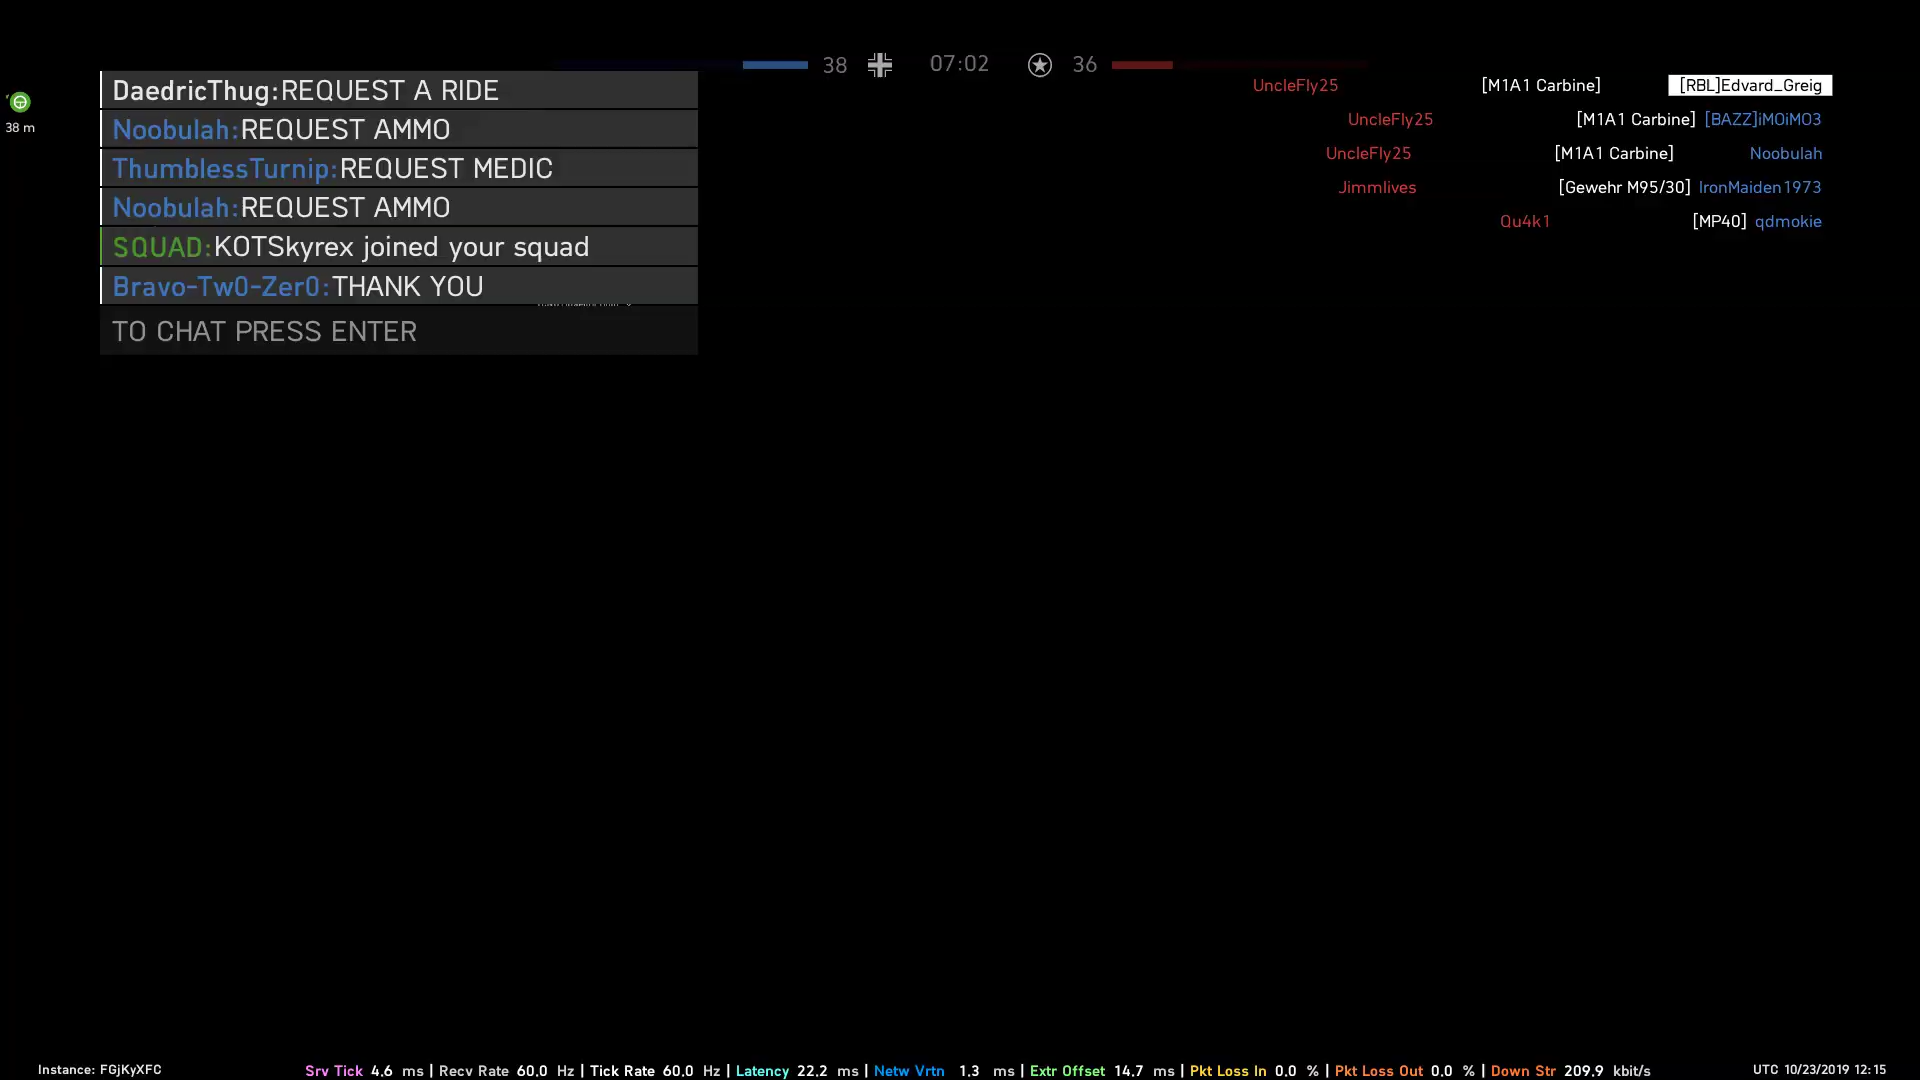 38 07:02 36
DaedricThug:REQUEST A RIDE
Noobulah:REQUEST AMMO
ThumblessTurnip:REQUEST MEDIC
Noobulah:REQUEST AMMO
SQUAD:KOTSkyrex joined your squad
Bravo-Tw0-Zer0:THANK YOU
TO CHAT PRESS ENTER
38 m
UncleFly25 [M1A1 Carbine] [RBL]Edvard_Greig
UncleFly25 [M1A1 Carbine] [BAZZ]iMOiMO3
UncleFly25 [M1A1 Carbine] Noobulah
Jimmlives [Gewehr M95/30] IronMaiden1973
Qu4k1 [MP40] qdmokie
Instance: FGjKyXFC
Srv Tick 4.6 ms | Recv Rate 60.0 Hz | Tick Rate 60.0 Hz | Latency 22.2 ms | Netw Vrtn 1.3 ms | Extr Offset 14.7 ms | Pkt Loss In 0.0 % | Pkt Loss Out 0.0 % | Down Str 209.9 kbit/s
UTC 10/23/2019 12:15